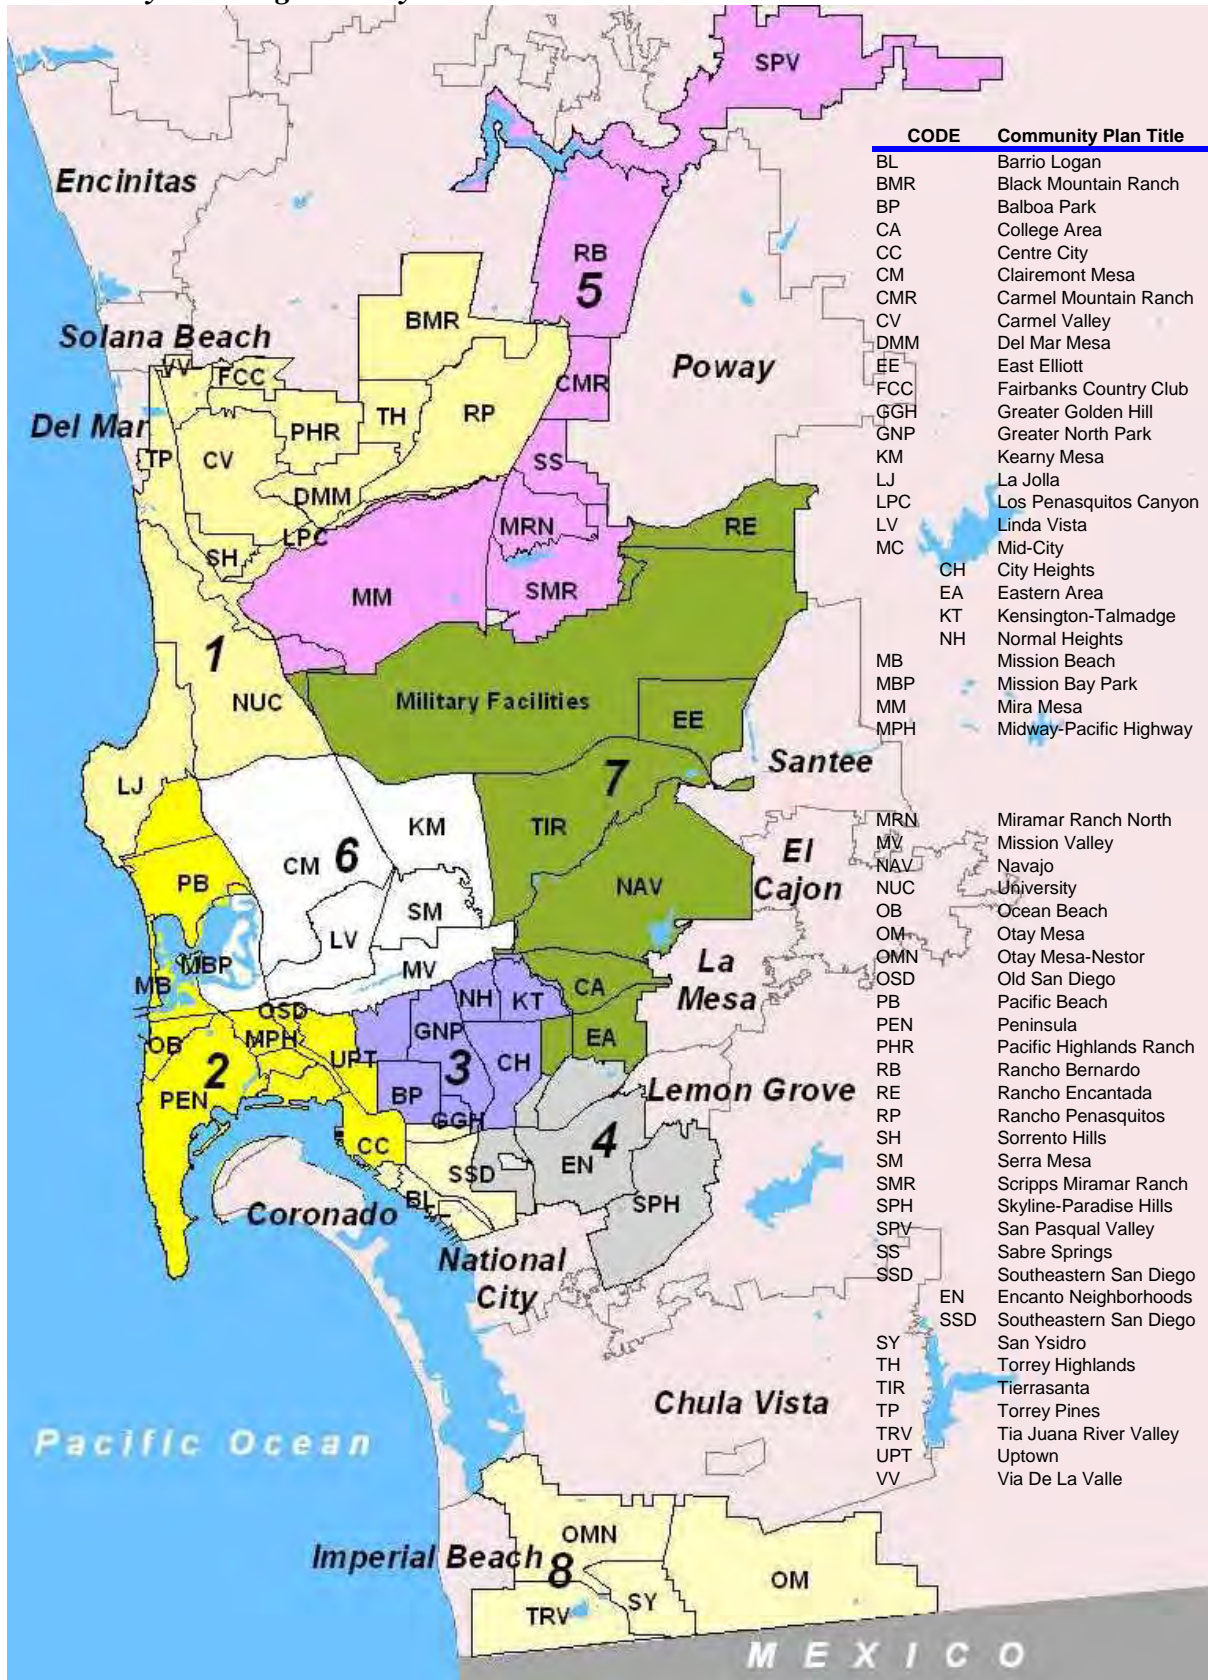 SPV
CODE Community Plan Title
BL Barrio Logan
BMR Black Mountain Ranch
BP Balboa Park
CA College Area
CC Centre City
CM Clairemont Mesa
CMR Carmel Mountain Ranch
CV Carmel Valley
DMM Del Mar Mesa
EE East Elliott
FCC Fairbanks Country Club
GGH Greater Golden Hill
GNP Greater North Park
KM Kearny Mesa
LJ La Jolla
LPC Los Penasquitos Canyon
LV Linda Vista
MC Mid-City
CH City Heights
EA Eastern Area
KT Kensington-Talmadge
NH Normal Heights
MB Mission Beach
MBP Mission Bay Park
MM Mira Mesa
MPH Midway-Pacific Highway
MRN Miramar Ranch North
MV Mission Valley
NAV Navajo
NUC University
OB Ocean Beach
OM Otay Mesa
OMN Otay Mesa-Nestor
OSD Old San Diego
PB Pacific Beach
PEN Peninsula
PHR Pacific Highlands Ranch
RB Rancho Bernardo
RE Rancho Encantada
RP Rancho Penasquitos
SH Sorrento Hills
SM Serra Mesa
SMR Scripps Miramar Ranch
SPH Skyline-Paradise Hills
SPV San Pasqual Valley
SS Sabre Springs
SSD Southeastern San Diego
EN Encanto Neighborhoods
SSD Southeastern San Diego
SY San Ysidro
TH Torrey Highlands
TIR Tierrasanta
TP Torrey Pines
TRV Tia Juana River Valley
UPT Uptown
VV Via De La Valle
Encinitas
RB
5
BMR
Solana Beach
VV
FCC
Poway
CMR
Del Mar
TH
RP
PHR
TP
CV
SS
DMM
MRN
RE
LPC
SH
MM
SMR
1
NUC
Military Facilities
EE
Santee
7
LJ
KM
TIR
El
Cajon
CM
6
PB
NAV
SM
LV
MV
MBP
La
Mesa
MB
NH
KT
CA
OSD
GNP
EA
OB
MPH
UPT
CH
2
3
PEN
BP
Lemon Grove
GGH
CC
4
EN
SSD
BL
SPH
Coronado
National
City
Chula Vista
Pacific Ocean
OMN
Imperial Beach
8
OM
SY
TRV
MEXICO